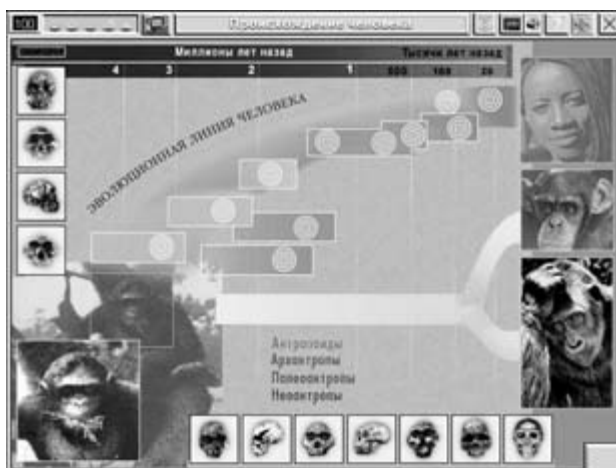 100
Происхождение человека
Миллионы лет назад
Тысячи лет назад
4 3 2 1 500 100 20
ЭВОЛЮЦИОННАЯ ЛИНИЯ ЧЕЛОВЕКА
Антропоиды
Архантропы
Палеоантропы
Неоантропы